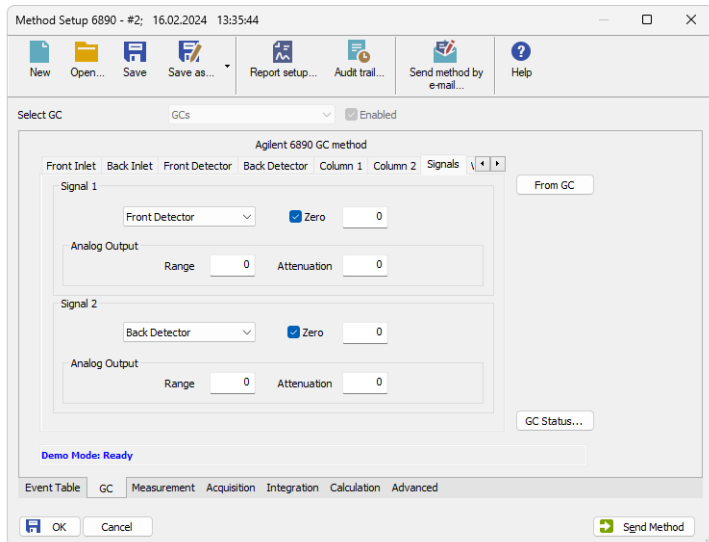 Method Setup 6890 - #2; 16.02.2024 13:35:44
New Open... Save Save as... Report setup... Audit trail... Send method by e-mail... Help
Select GC GCs Enabled
Agilent 6890 GC method
Front Inlet Back Inlet Front Detector Back Detector Column 1 Column 2 Signals
From GC
Signal 1
Front Detector Zero 0
Analog Output
Range 0 Attenuation 0
Signal 2
Back Detector Zero 0
Analog Output
Range 0 Attenuation 0
GC Status...
Demo Mode: Ready
Event Table GC Measurement Acquisition Integration Calculation Advanced
OK Cancel Send Method